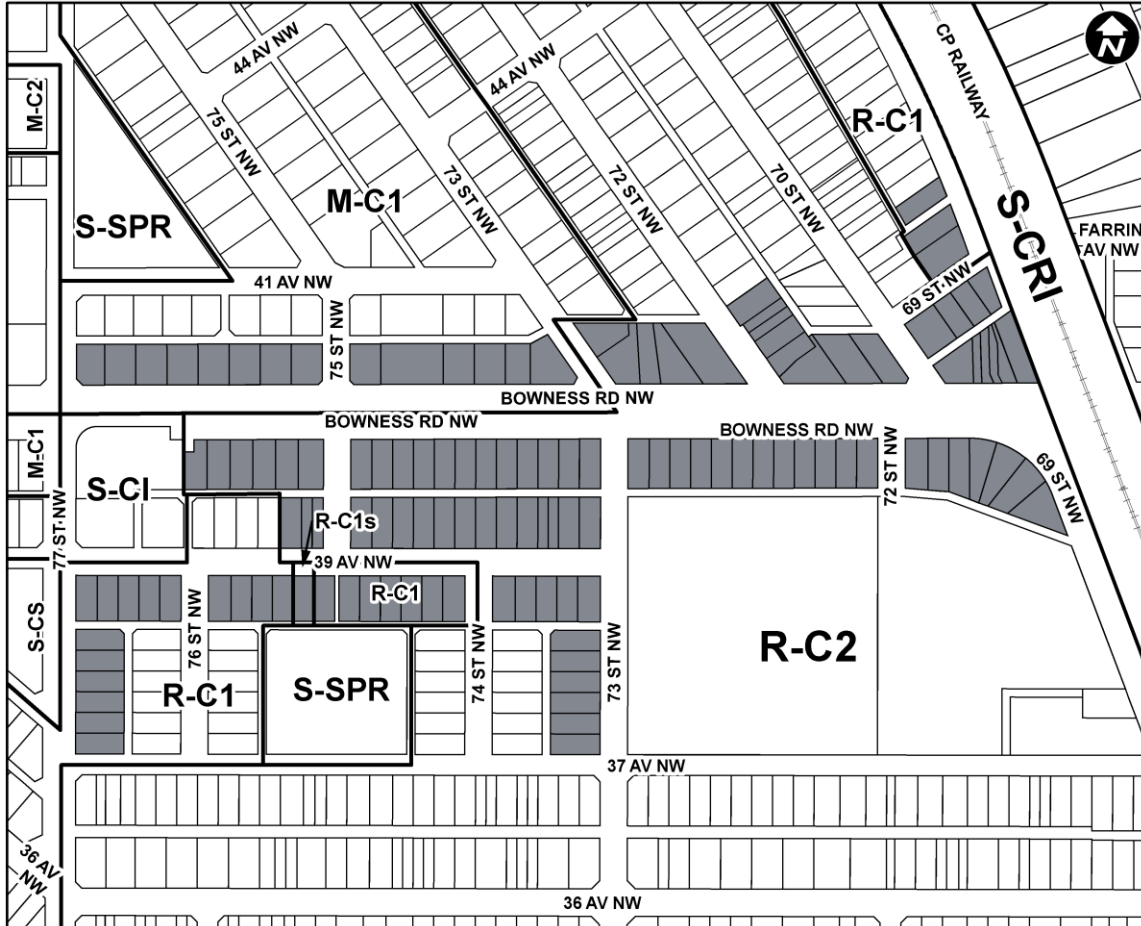 44 AV NW
CP RAILWAY
N
M-C2
44 AV NW
R-C1
75 ST NW
73 ST NW
72 ST NW
70 ST NW
M-C1
S-SPR
S-CRI
FARRIN
AV NW
41 AV NW
69 ST NW
75 ST NW
BOWNESS RD NW
BOWNESS RD NW
BOWNESS RD NW
M-C1
S-CI
72 ST NW
69 ST NW
77 ST NW
R-C1s
39 AV NW
R-C1
S-CS
76 ST NW
R-C1
S-SPR
74 ST NW
73 ST NW
R-C2
37 AV NW
36 AV
NW
36 AV NW